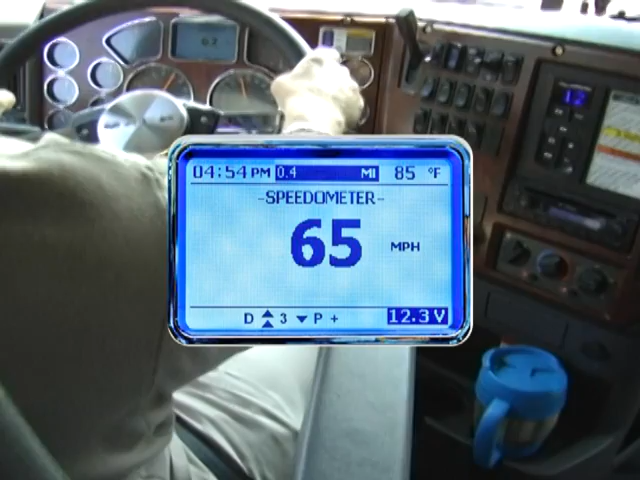 04:54 PM 0.4 MI 85 °F
-SPEEDOMETER-
65 MPH
D 3 P +
12.3 V